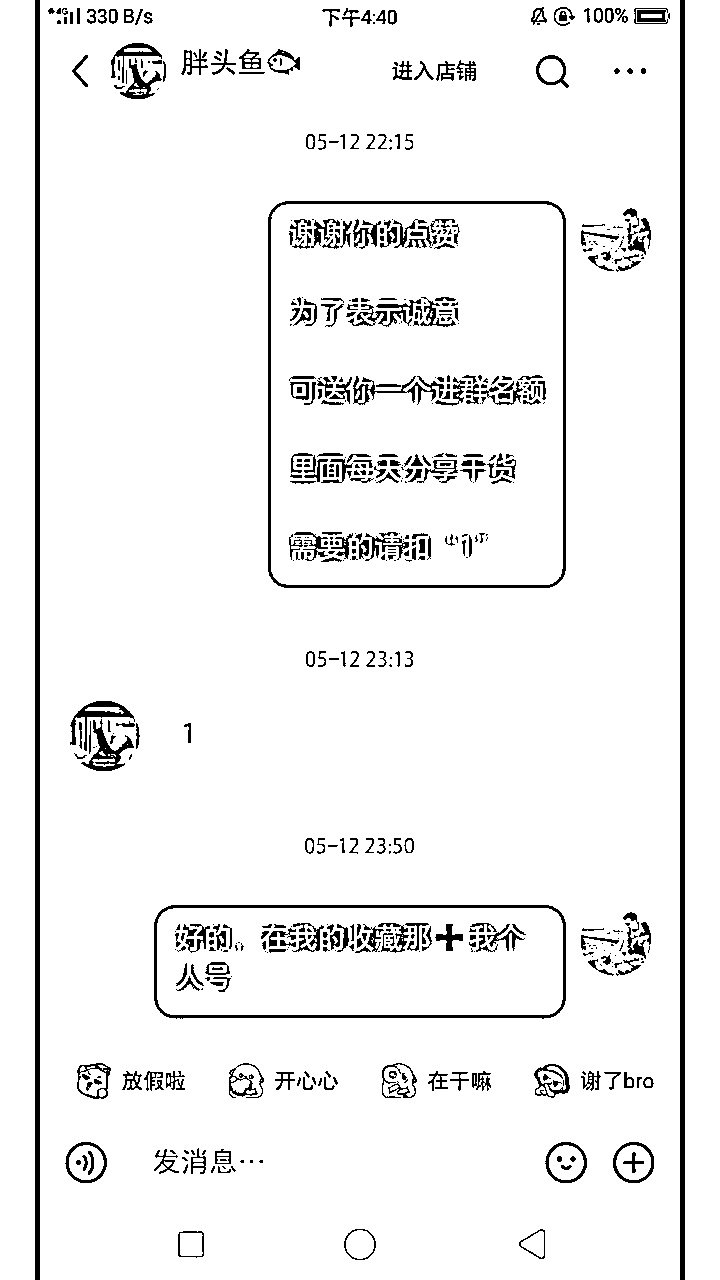 330 B/s 下午4:40 100%
胖头鱼 进入店铺
05-12 22:15
谢谢你的点赞
为了表示诚意
可送你一个进群名额
里面每天分享干货
需要的请扣“1”
05-12 23:13
1
05-12 23:50
好的。在我的收藏那➕我个
人号
放假啦 开心心 在干嘛 谢了bro
发消息…